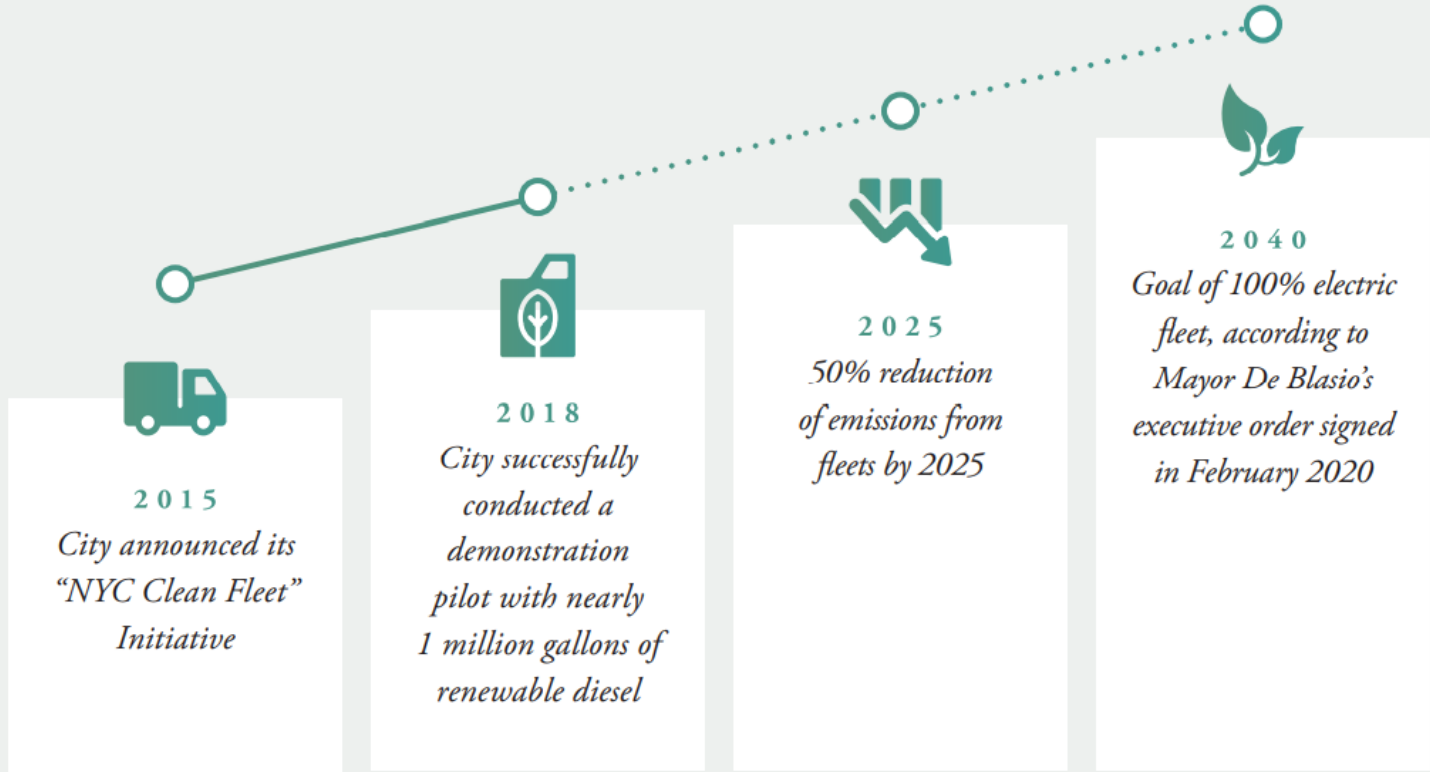 2015
City announced its
“NYC Clean Fleet”
Initiative
2018
City successfully
conducted a
demonstration
pilot with nearly
1 million gallons of
renewable diesel
2025
50% reduction
of emissions from
fleets by 2025
2040
Goal of 100% electric
fleet, according to
Mayor De Blasio’s
executive order signed
in February 2020